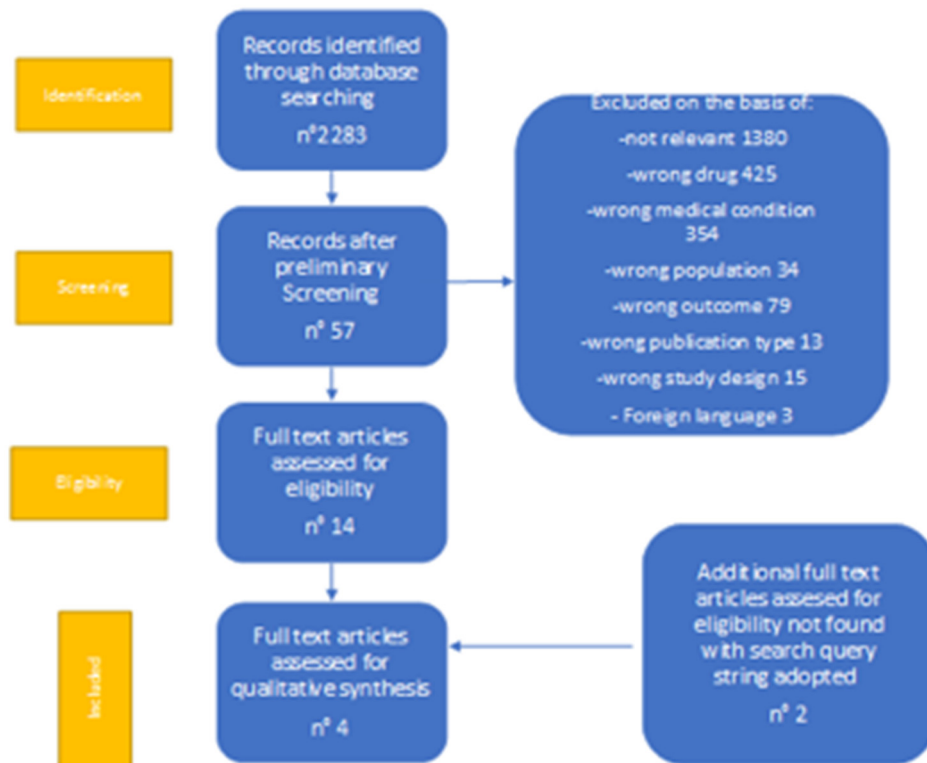 Identification
Records identified
through database
searching
n°2283
Excluded on the basis of:
-not relevant 1380
-wrong drug 425
-wrong medical condition
354
-wrong population 34
-wrong outcome 79
-wrong publication type 13
-wrong study design 15
- Foreign language 3
Screening
Records after
preliminary
Screening
n° 57
Eligibility
Full text articles
assessed for
eligibility
n° 14
Included
Full text articles
assessed for
qualitative synthesis
n° 4
Additional full text
articles assesed for
eligibility not found
with search query
string adopted
n° 2